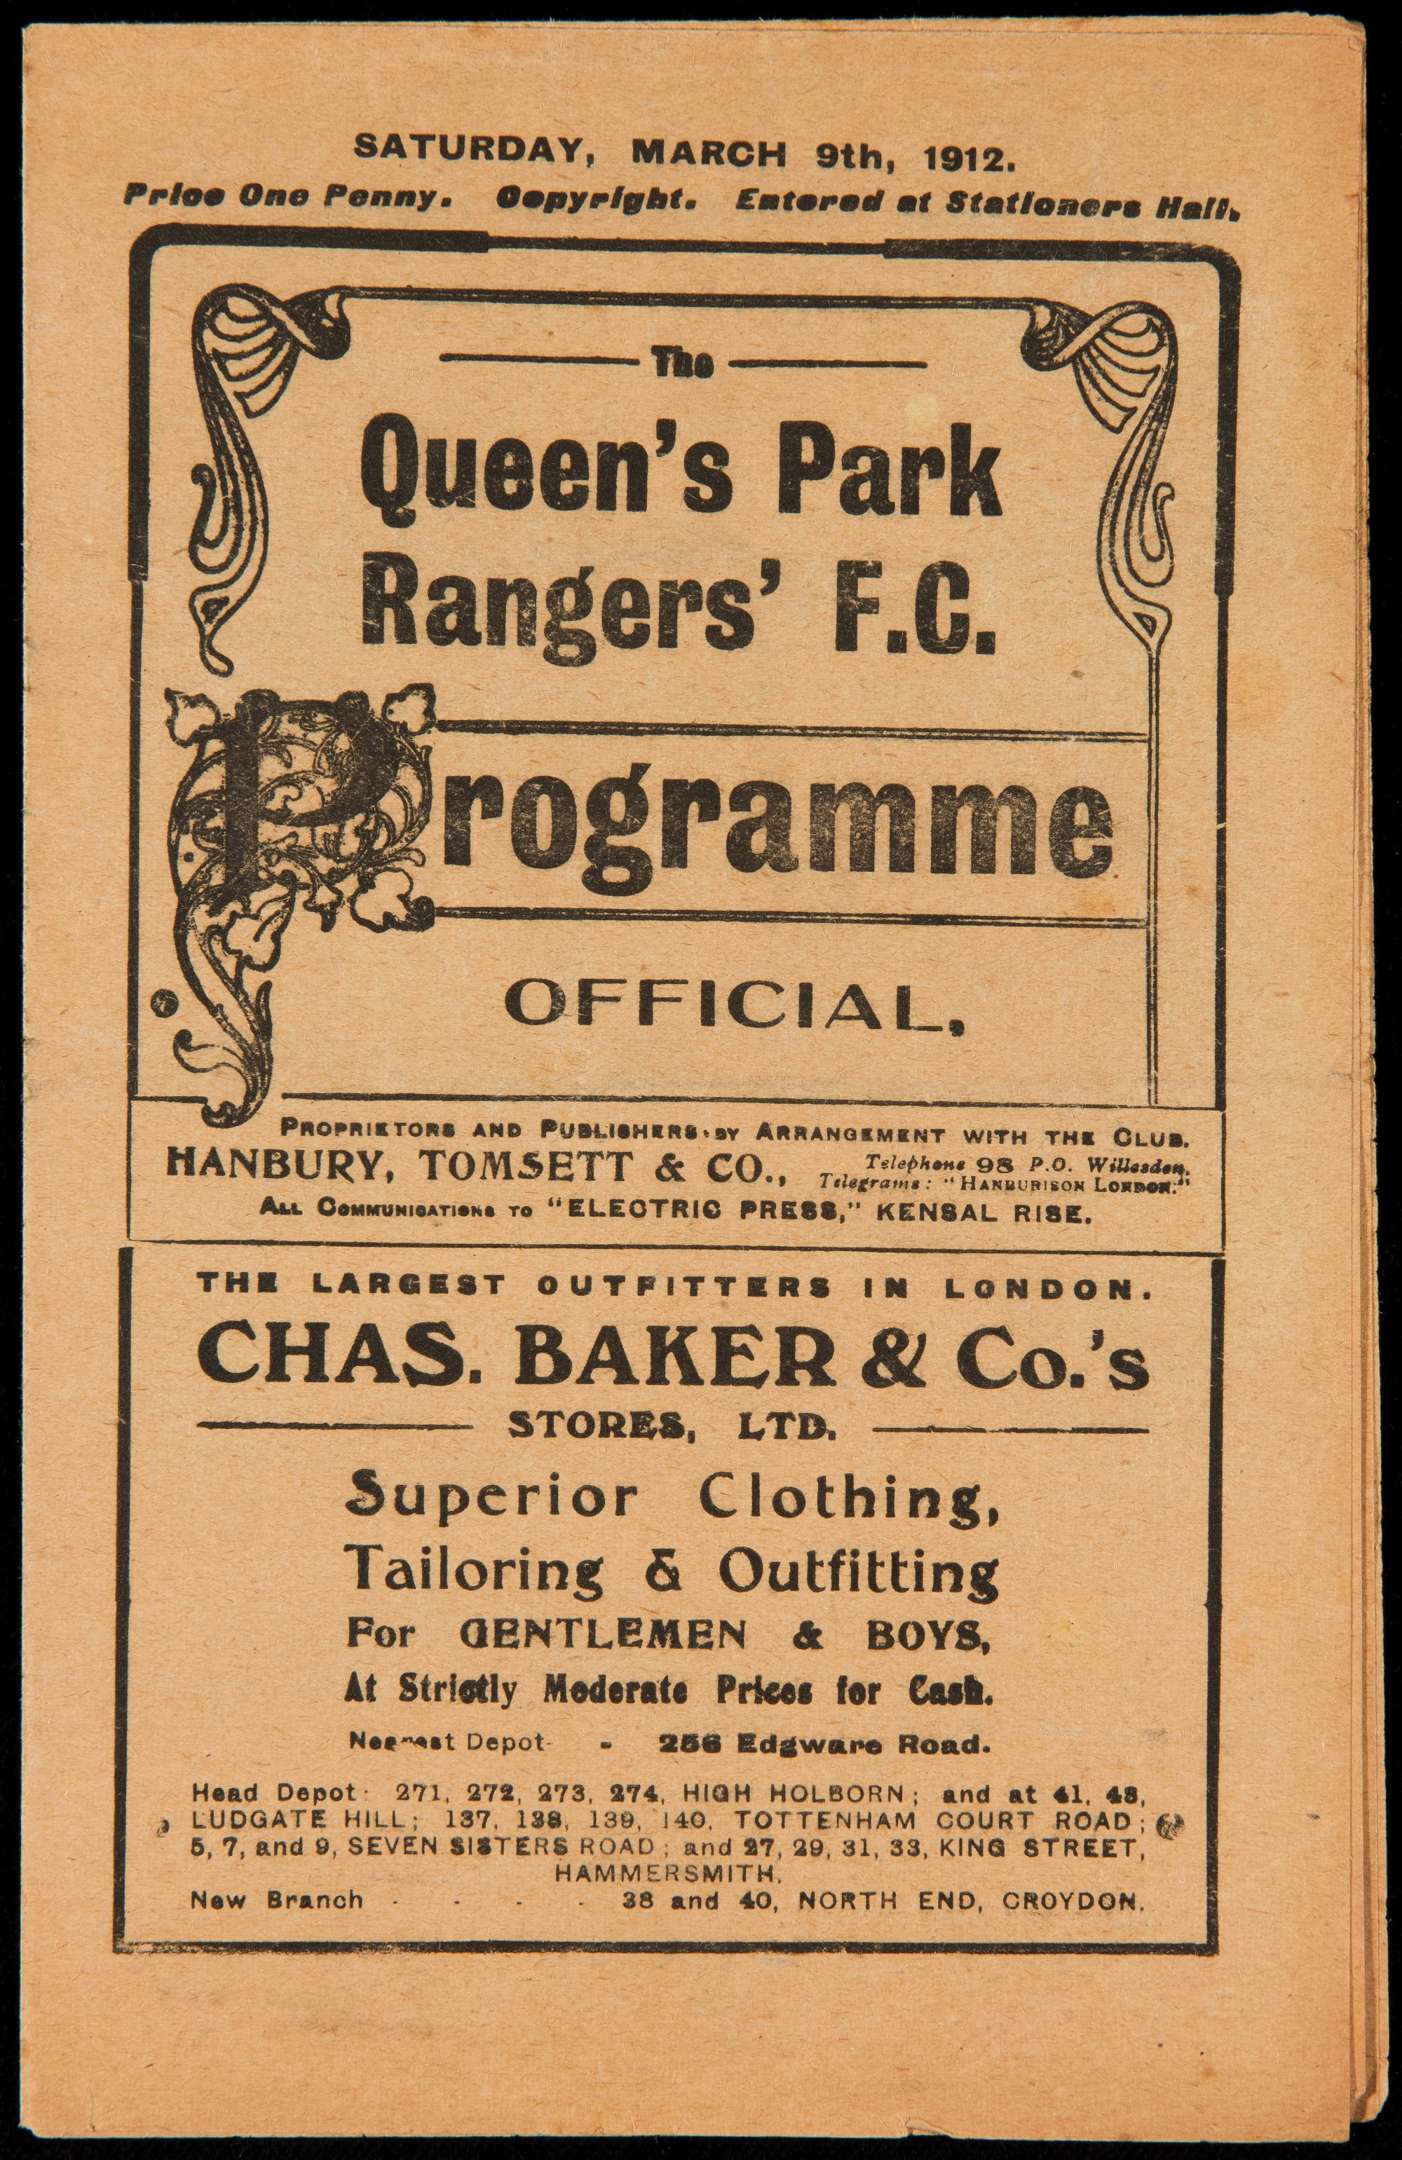 SATURDAY, MARCH 9th, 1912.
Price One Penny. Copyright. Entered at Stationers Hall.
The
Queen's Park
Rangers' F.C.
Programme
OFFICIAL,
PROPRIETORS AND PUBLISHERS BY ARRANGEMENT WITH THE CLUB.
HANBURY, TOMSETT & CO.,
Telephone 98 P.O. Willesden.
Telegrams: "HANBURISON LONDON."
ALL COMMUNICATIONS TO "ELECTRIC PRESS," KENSAL RISE.
THE LARGEST OUTFITTERS IN LONDON.
CHAS. BAKER & Co.'s
STORES, LTD.
Superior Clothing,
Tailoring & Outfitting
For GENTLEMEN & BOYS,
At Strictly Moderate Prices for Cash.
Nearest Depot - 256 Edgware Road.
Head Depot: 271, 272, 273, 274, HIGH HOLBORN; and at 41, 43,
LUDGATE HILL; 137, 138, 139, 140, TOTTENHAM COURT ROAD;
5, 7, and 9, SEVEN SISTERS ROAD; and 27, 29, 31, 33, KING STREET,
HAMMERSMITH.
New Branch - - - - 38 and 40, NORTH END, CROYDON.